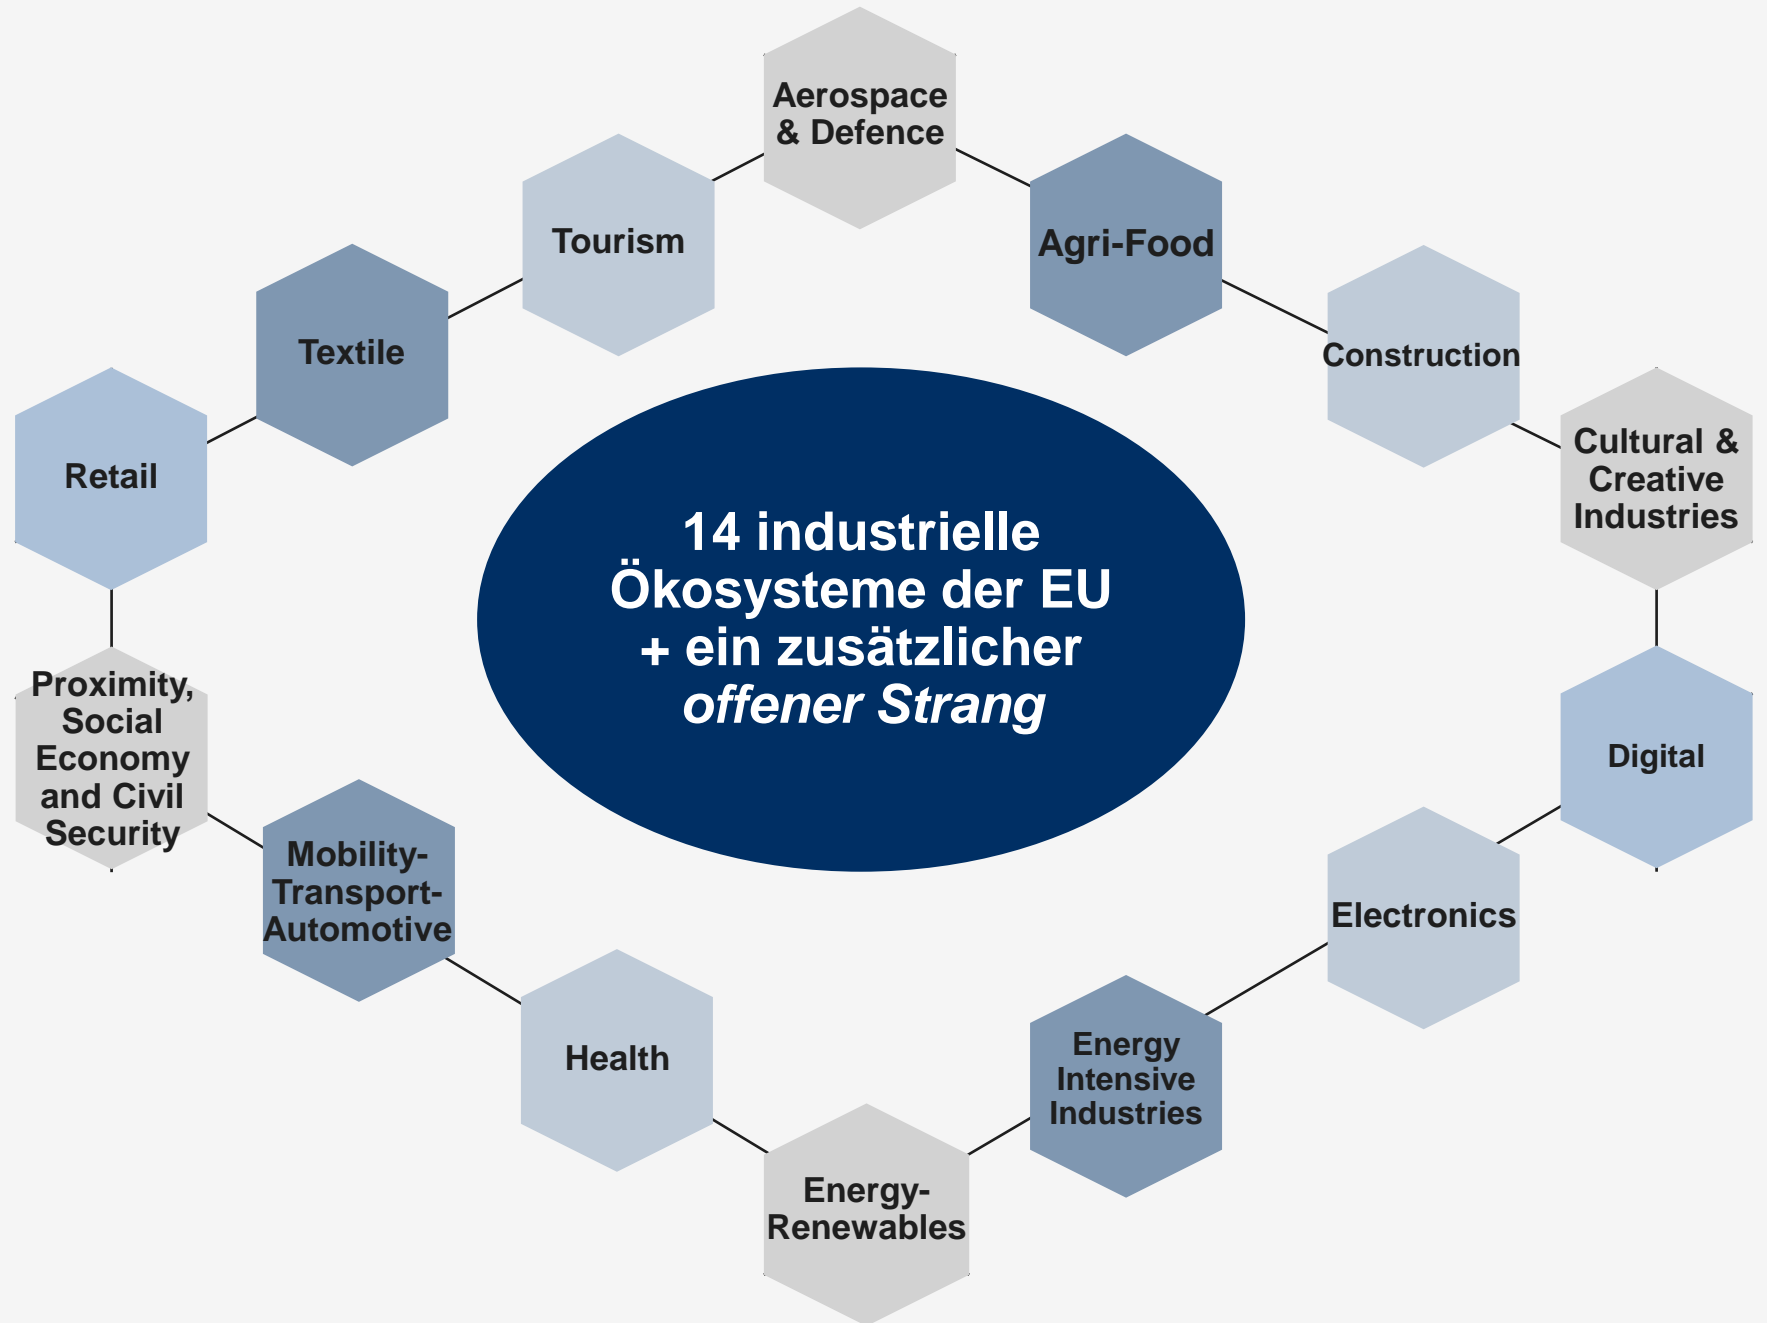 Aerospace
& Defence
Agri-Food
Construction
Cultural &
Creative
Industries
Digital
Electronics
Energy
Intensive
Industries
Energy-
Renewables
Health
Mobility-
Transport-
Automotive
Proximity,
Social
Economy
and Civil
Security
Retail
Textile
Tourism
14 industrielle
Ökosysteme der EU
+ ein zusätzlicher
offener Strang